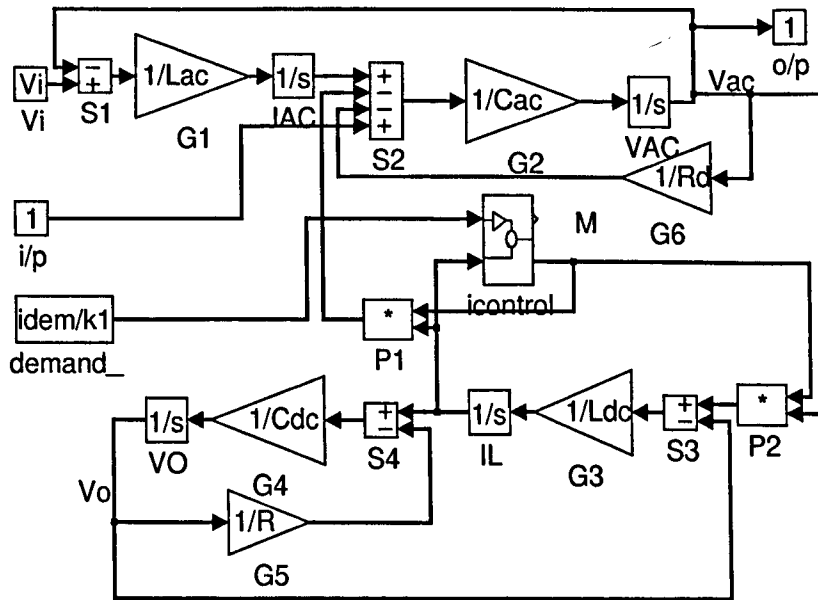 1
o/p
Vi
Vi
−
+
S1
1/Lac
G1
1/s
IAC
+
−
−
+
S2
1/Cac
G2
1/s
VAC
Vac
1/Rd
G6
1
i/p
M
icontrol
idem/k1
demand_
*
P1
1/s
VO
1/Cdc
G4
+
−
S4
1/s
IL
1/Ldc
G3
+
−
S3
*
P2
Vo
1/R
G5